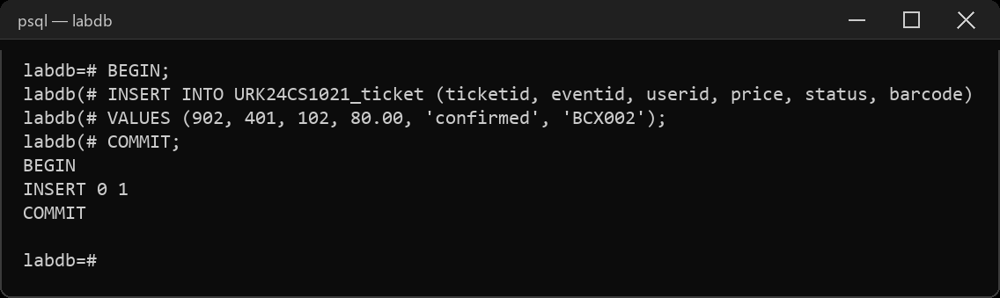 psql — labdb
labdb=# BEGIN;
labdb(# INSERT INTO URK24CS1021_ticket (ticketid, eventid, userid, price, status, barcode)
labdb(# VALUES (902, 401, 102, 80.00, 'confirmed', 'BCX002');
labdb(# COMMIT;
BEGIN
INSERT 0 1
COMMIT
labdb=#